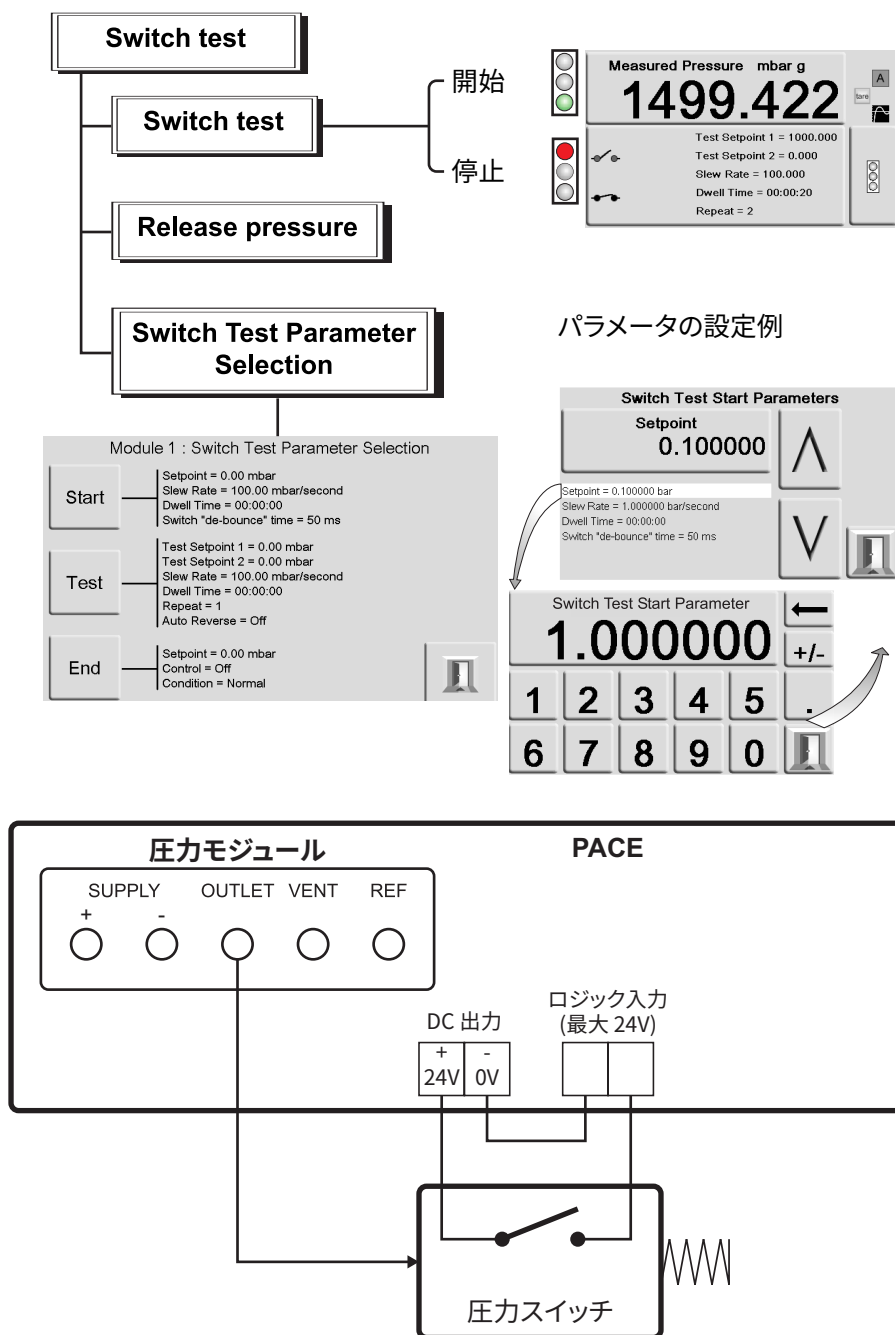 Switch test
Switch test
開始
停止
Release pressure
Switch Test Parameter
Selection
Measured Pressure mbar g
1499.422
A
tare
Test Setpoint 1 = 1000.000
Test Setpoint 2 = 0.000
Slew Rate = 100.000
Dwell Time = 00:00:20
Repeat = 2
Module 1 : Switch Test Parameter Selection
Start
Setpoint = 0.00 mbar
Slew Rate = 100.00 mbar/second
Dwell Time = 00:00:00
Switch "de-bounce" time = 50 ms
Test
Test Setpoint 1 = 0.00 mbar
Test Setpoint 2 = 0.00 mbar
Slew Rate = 100.00 mbar/second
Dwell Time = 00:00:00
Repeat = 1
Auto Reverse = Off
End
Setpoint = 0.00 mbar
Control = Off
Condition = Normal
パラメータの設定例
Switch Test Start Parameters
Setpoint
0.100000
Setpoint = 0.100000 bar
Slew Rate = 1.000000 bar/second
Dwell Time = 00:00:00
Switch "de-bounce" time = 50 ms
Switch Test Start Parameter
1.000000
+/-
1 2 3 4 5 .
6 7 8 9 0
圧力モジュール
PACE
SUPPLY OUTLET VENT REF
+ -
DC 出力
+ -
24V 0V
ロジック入力
(最大 24V)
圧力スイッチ